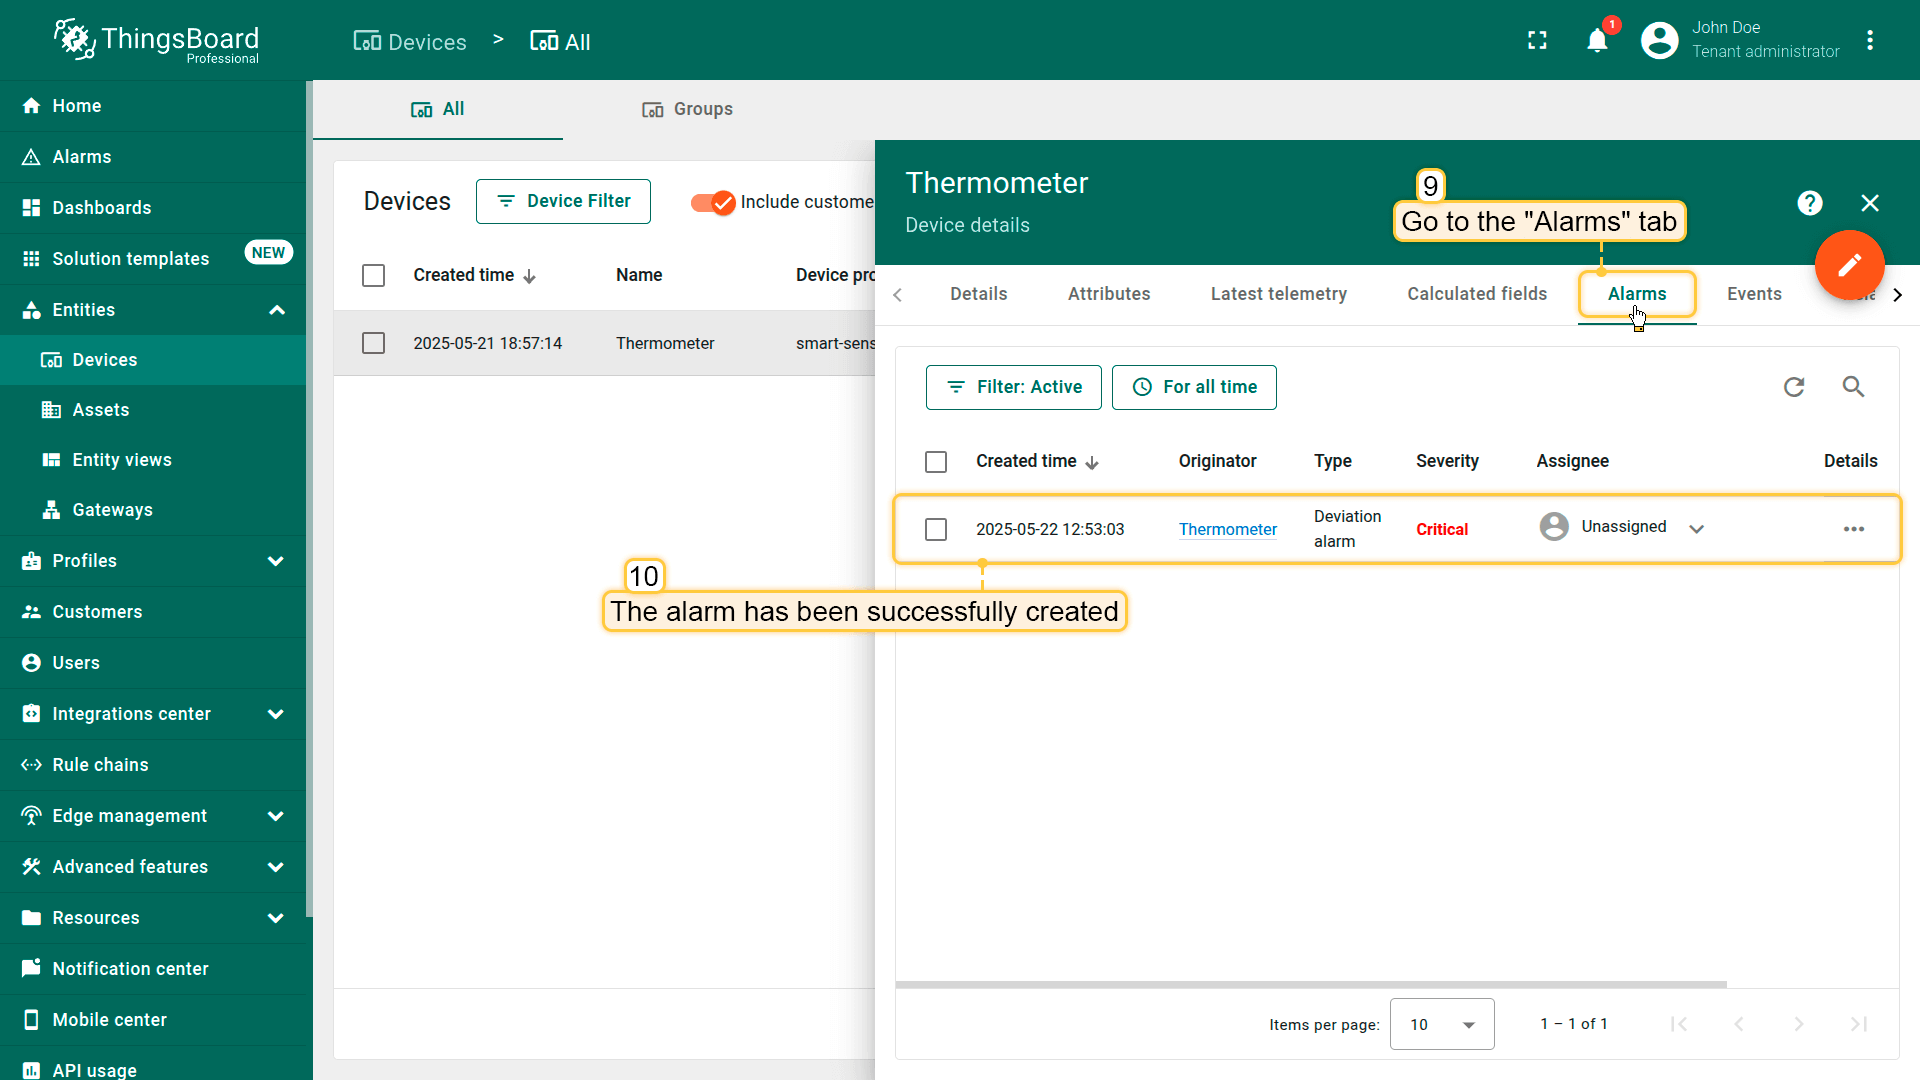 ThingsBoard
Professional
Devices > All
1
John Doe
Tenant administrator
Home
Alarms
Dashboards
Solution templates NEW
Entities
Devices
Assets
Entity views
Gateways
Profiles
Customers
Users
Integrations center
Rule chains
Edge management
Advanced features
Resources
Notification center
Mobile center
API usage
All Groups
Devices Device Filter Include custome
Created time Name Device pro
2025-05-21 18:57:14 Thermometer smart-sens
Thermometer
Device details
9
Go to the "Alarms" tab
Details Attributes Latest telemetry Calculated fields Alarms Events
Filter: Active For all time
Created time Originator Type Severity Assignee Details
2025-05-22 12:53:03 Thermometer Deviation alarm Critical Unassigned
10
The alarm has been successfully created
Items per page: 10 1 – 1 of 1